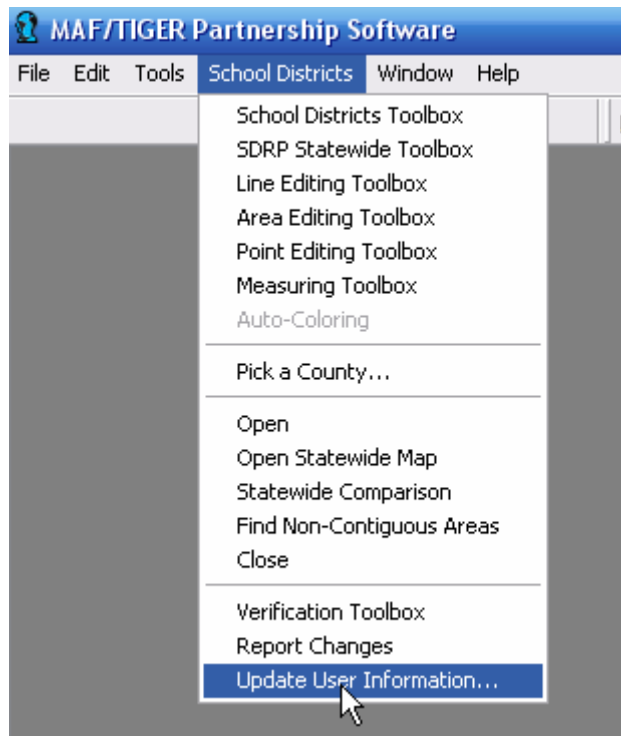 MAF/TIGER Partnership Software
File Edit Tools School Districts Window Help
School Districts Toolbox
SDRP Statewide Toolbox
Line Editing Toolbox
Area Editing Toolbox
Point Editing Toolbox
Measuring Toolbox
Auto-Coloring
Pick a County...
Open
Open Statewide Map
Statewide Comparison
Find Non-Contiguous Areas
Close
Verification Toolbox
Report Changes
Update User Information...